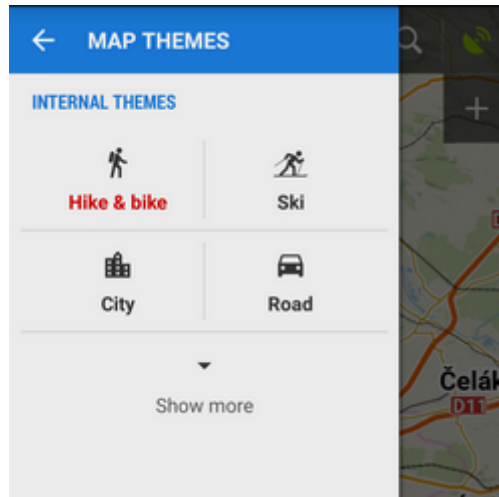 MAP THEMES
INTERNAL THEMES
Hike & bike
Ski
City
Road
Show more
Čelák
D11